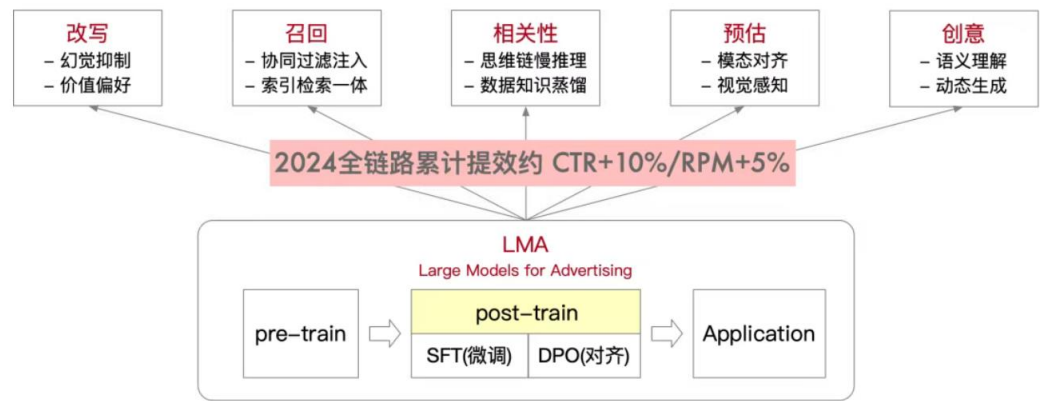 改写
- 幻觉抑制
- 价值偏好
召回
- 协同过滤注入
- 索引检索一体
相关性
- 思维链慢推理
- 数据知识蒸馏
预估
- 模态对齐
- 视觉感知
创意
- 语义理解
- 动态生成
2024全链路累计提效约 CTR+10%/RPM+5%
LMA
Large Models for Advertising
pre-train
post-train
SFT(微调)
DPO(对齐)
Application